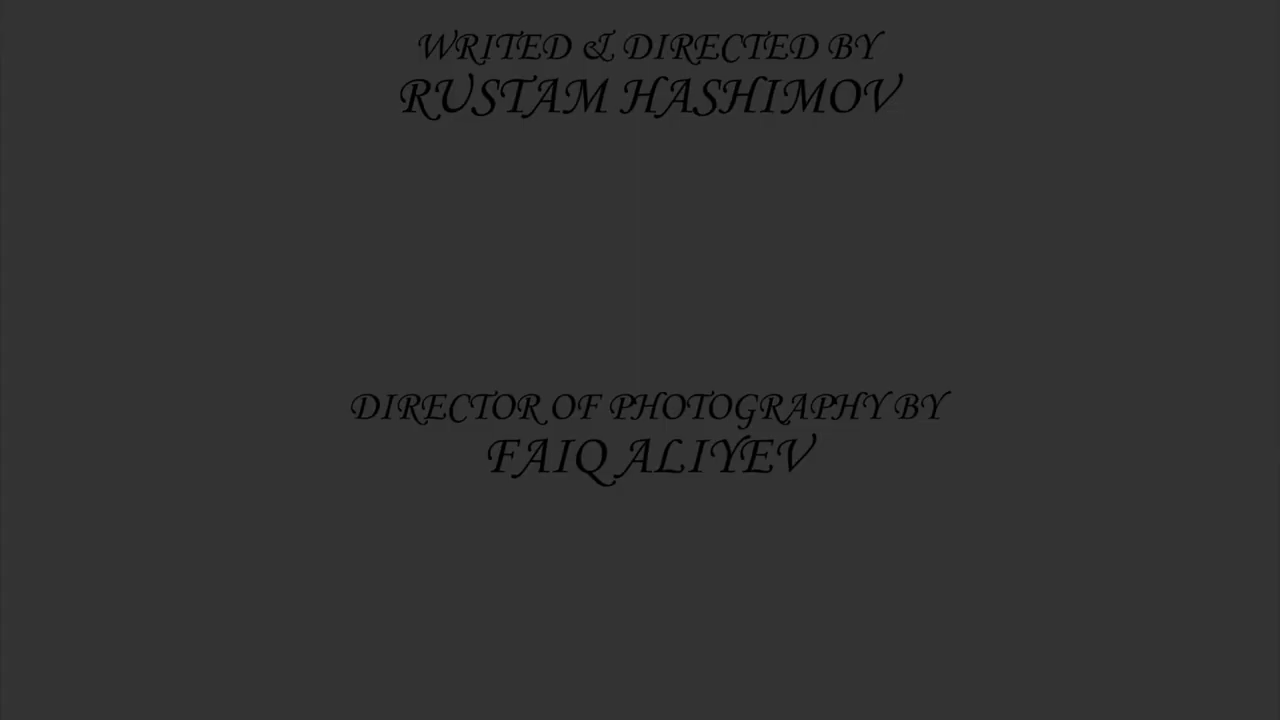 WRITED & DIRECTED BY
RUSTAM HASHIMOV
DIRECTOR OF PHOTOGRAPHY BY
FAIQ ALIYEV